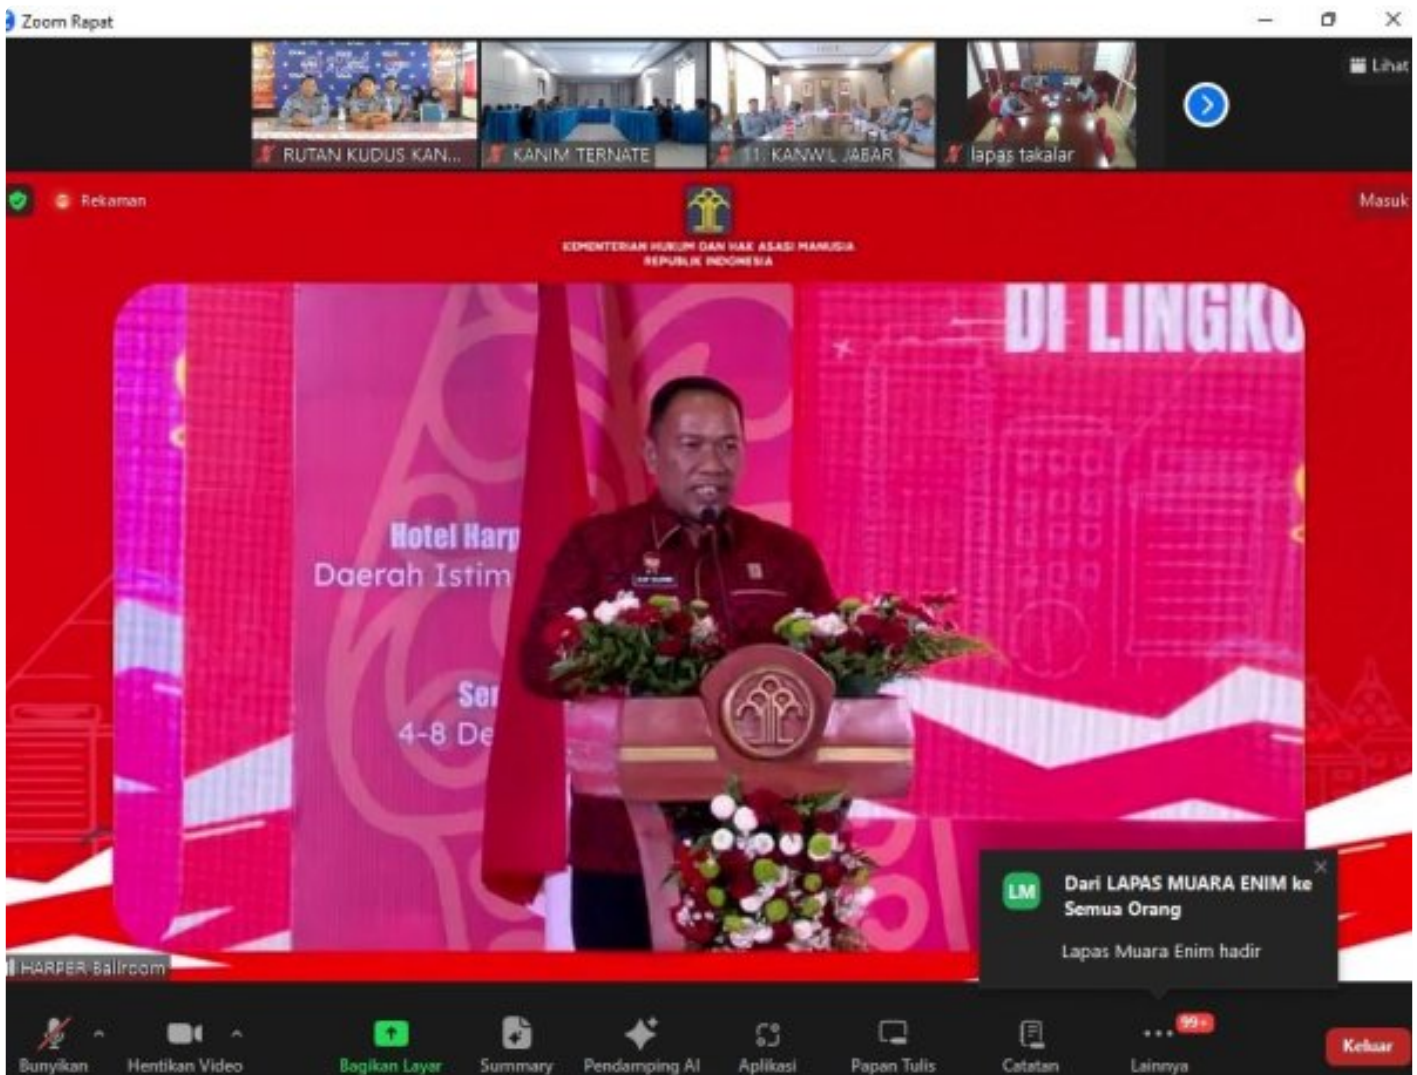 Zoom Rapat
Lihat
RUTAN KUDUS KAN...
KANIM TERNATE
11. KANWIL JABAR
lapas takalar
Rekaman
Masuk
KEMENTERIAN HUKUM DAN HAK ASASI MANUSIA
REPUBLIK INDONESIA
DI LINGKU
Hotel Harp
Daerah Istim
Sen
4-8 De
Dari LAPAS MUARA ENIM ke
Semua Orang
LM
Lapas Muara Enim hadir
HARPER Ballroom
99+
Bunyikan
Hentikan Video
Bagikan Layar
Summary
Pendamping AI
Aplikasi
Papan Tulis
Catatan
Lainnya
Keluar